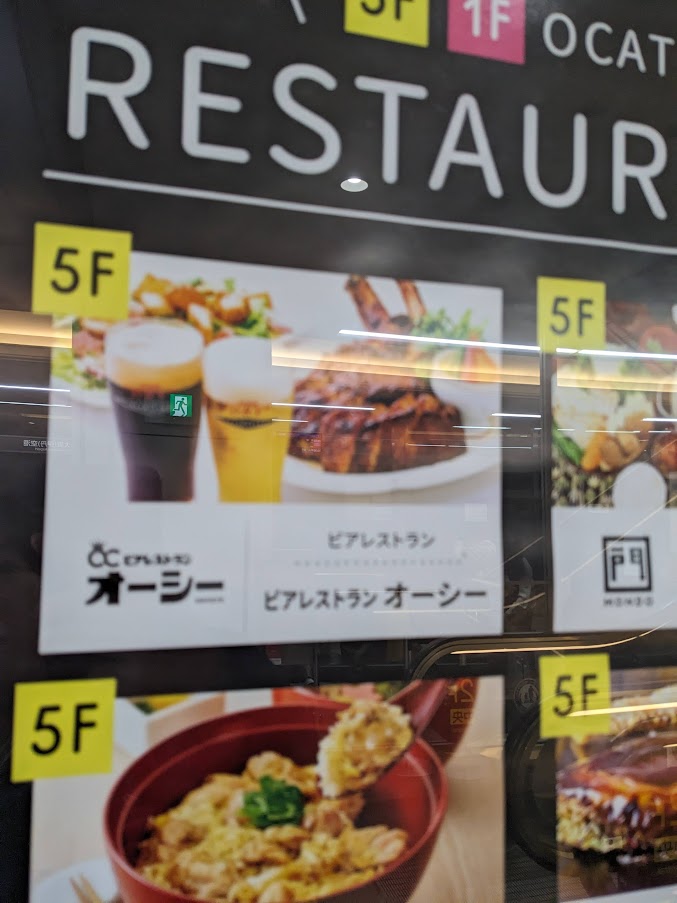 5F 1F OCAT
RESTAUR
5F
5F
OC ビアレストラン
オーシー
ビアレストラン
ビアレストラン オーシー
門
5F
5F